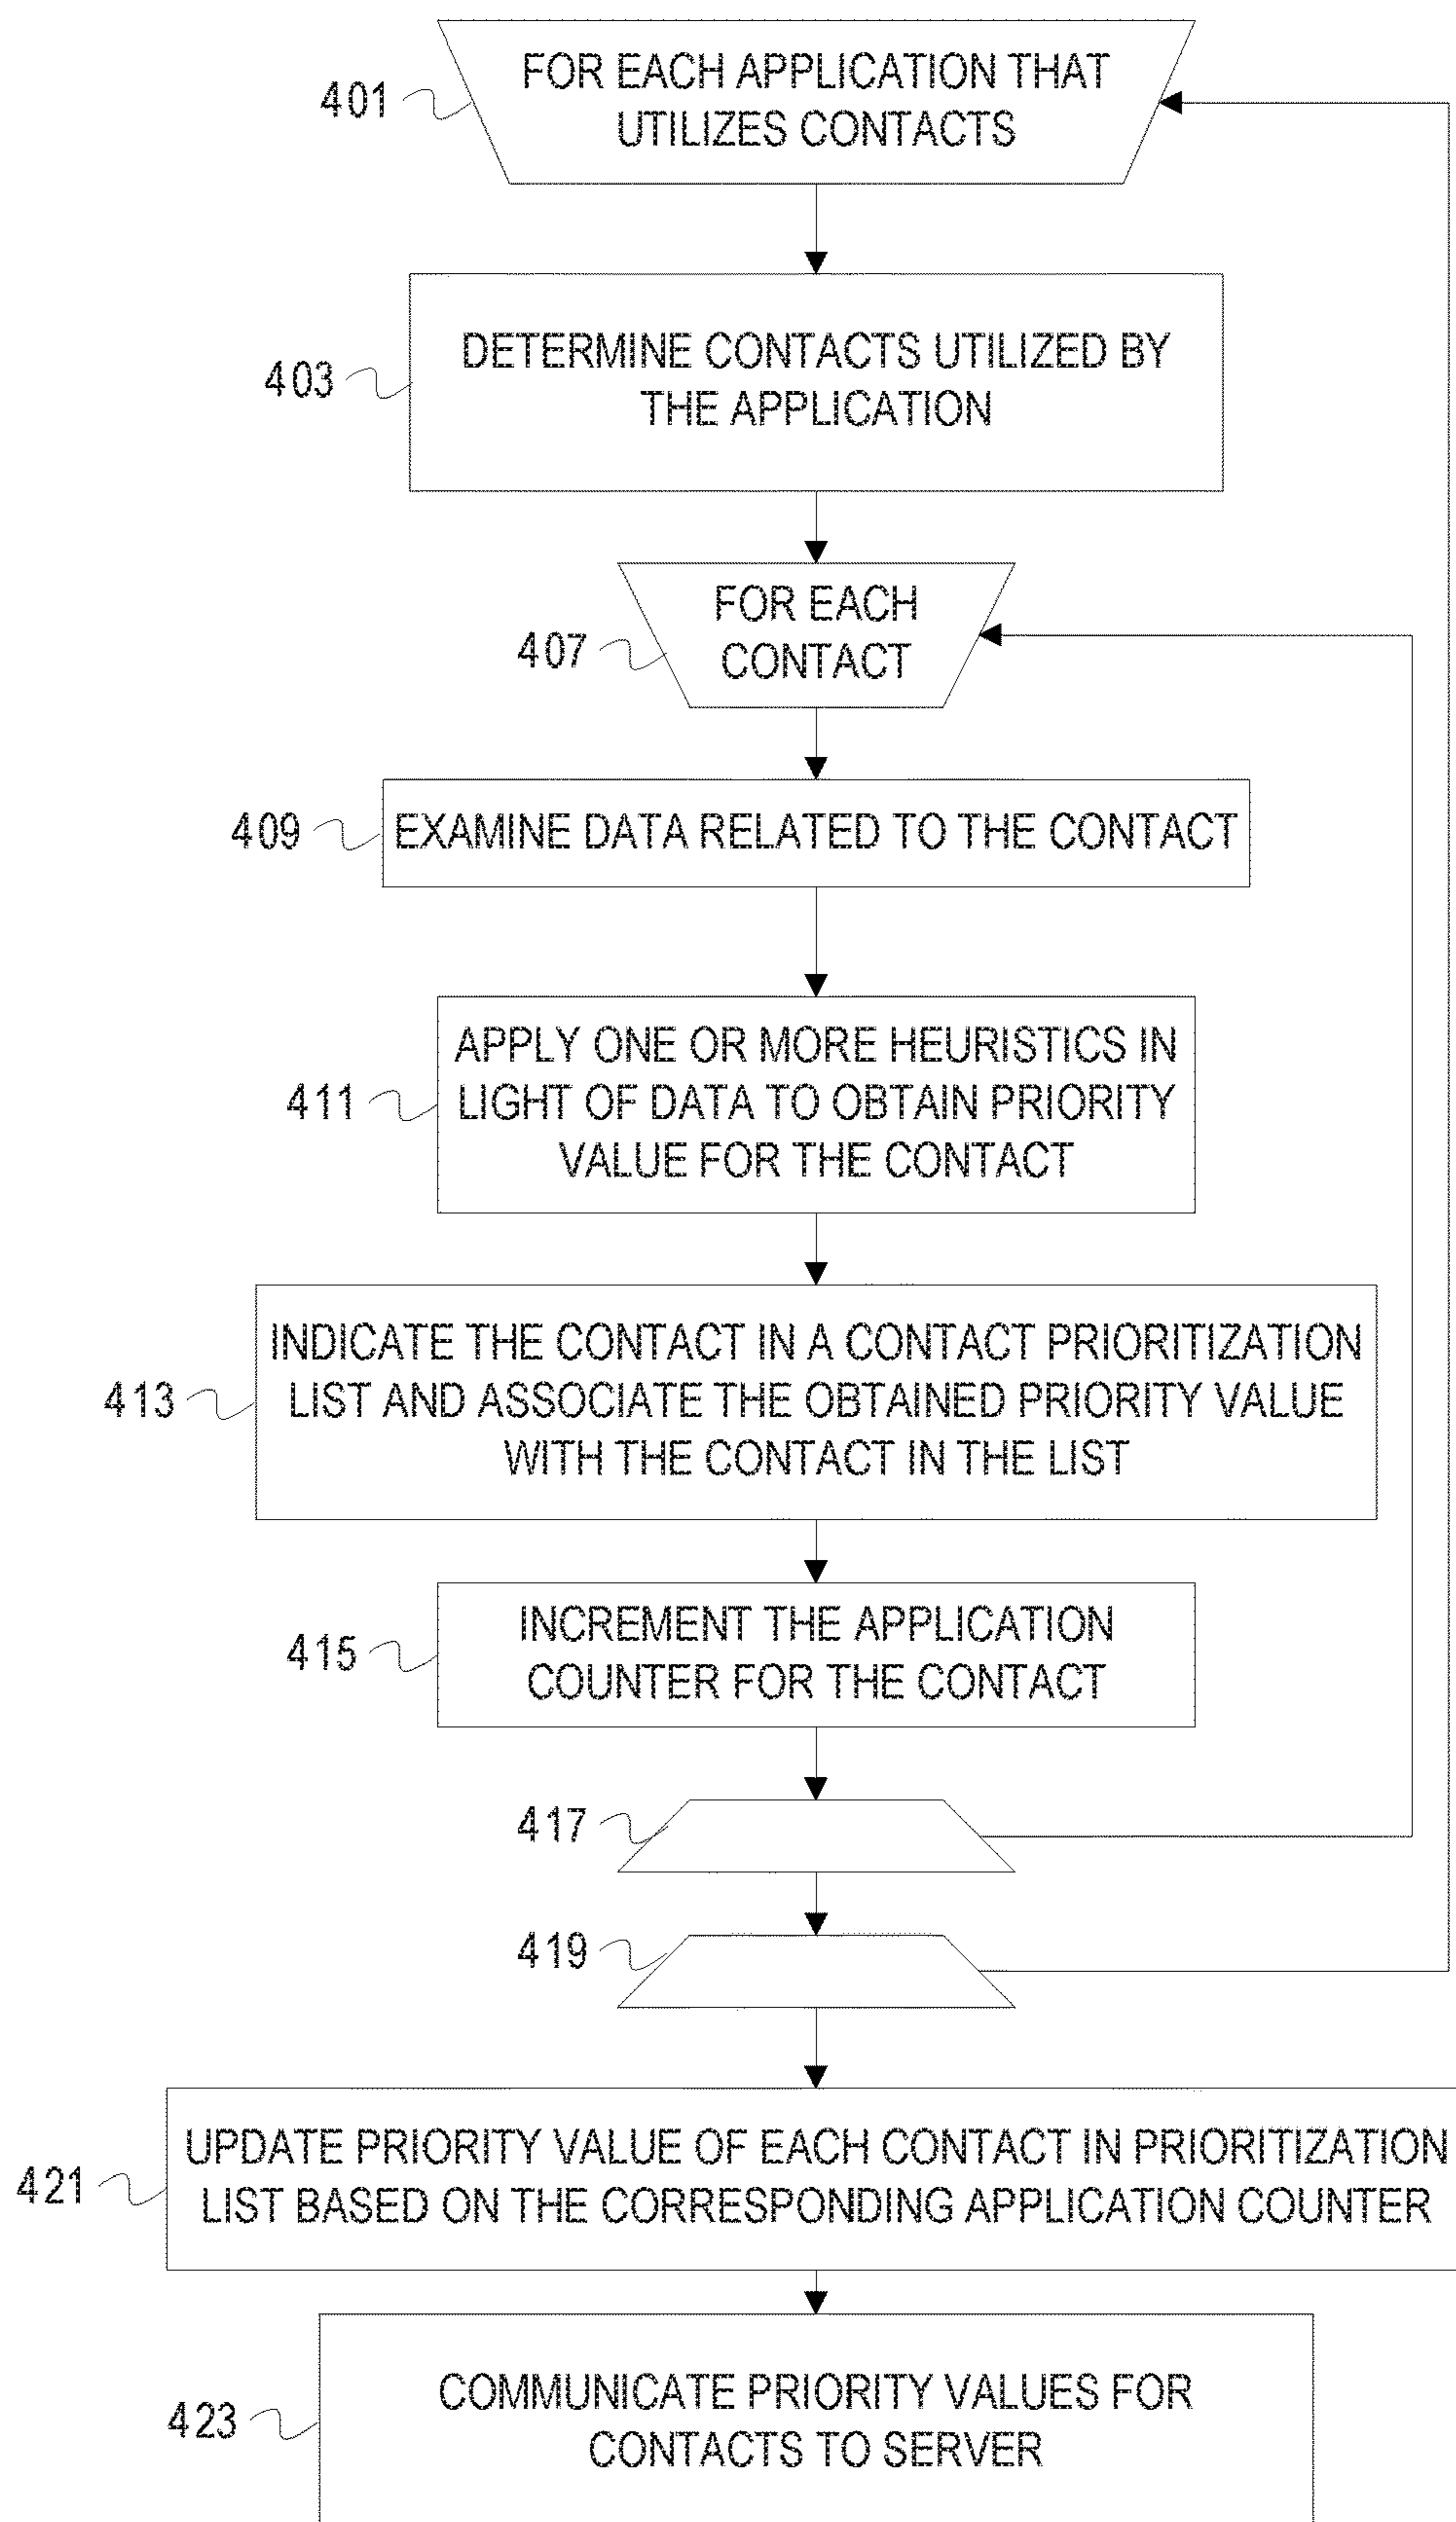 FOR EACH APPLICATION THAT
UTILIZES CONTACTS
401
DETERMINE CONTACTS UTILIZED BY
THE APPLICATION
403
FOR EACH
CONTACT
407
EXAMINE DATA RELATED TO THE CONTACT
409
APPLY ONE OR MORE HEURISTICS IN
LIGHT OF DATA TO OBTAIN PRIORITY
VALUE FOR THE CONTACT
411
INDICATE THE CONTACT IN A CONTACT PRIORITIZATION
LIST AND ASSOCIATE THE OBTAINED PRIORITY VALUE
WITH THE CONTACT IN THE LIST
413
INCREMENT THE APPLICATION
COUNTER FOR THE CONTACT
415
417
419
UPDATE PRIORITY VALUE OF EACH CONTACT IN PRIORITIZATION
LIST BASED ON THE CORRESPONDING APPLICATION COUNTER
421
COMMUNICATE PRIORITY VALUES FOR
CONTACTS TO SERVER
423